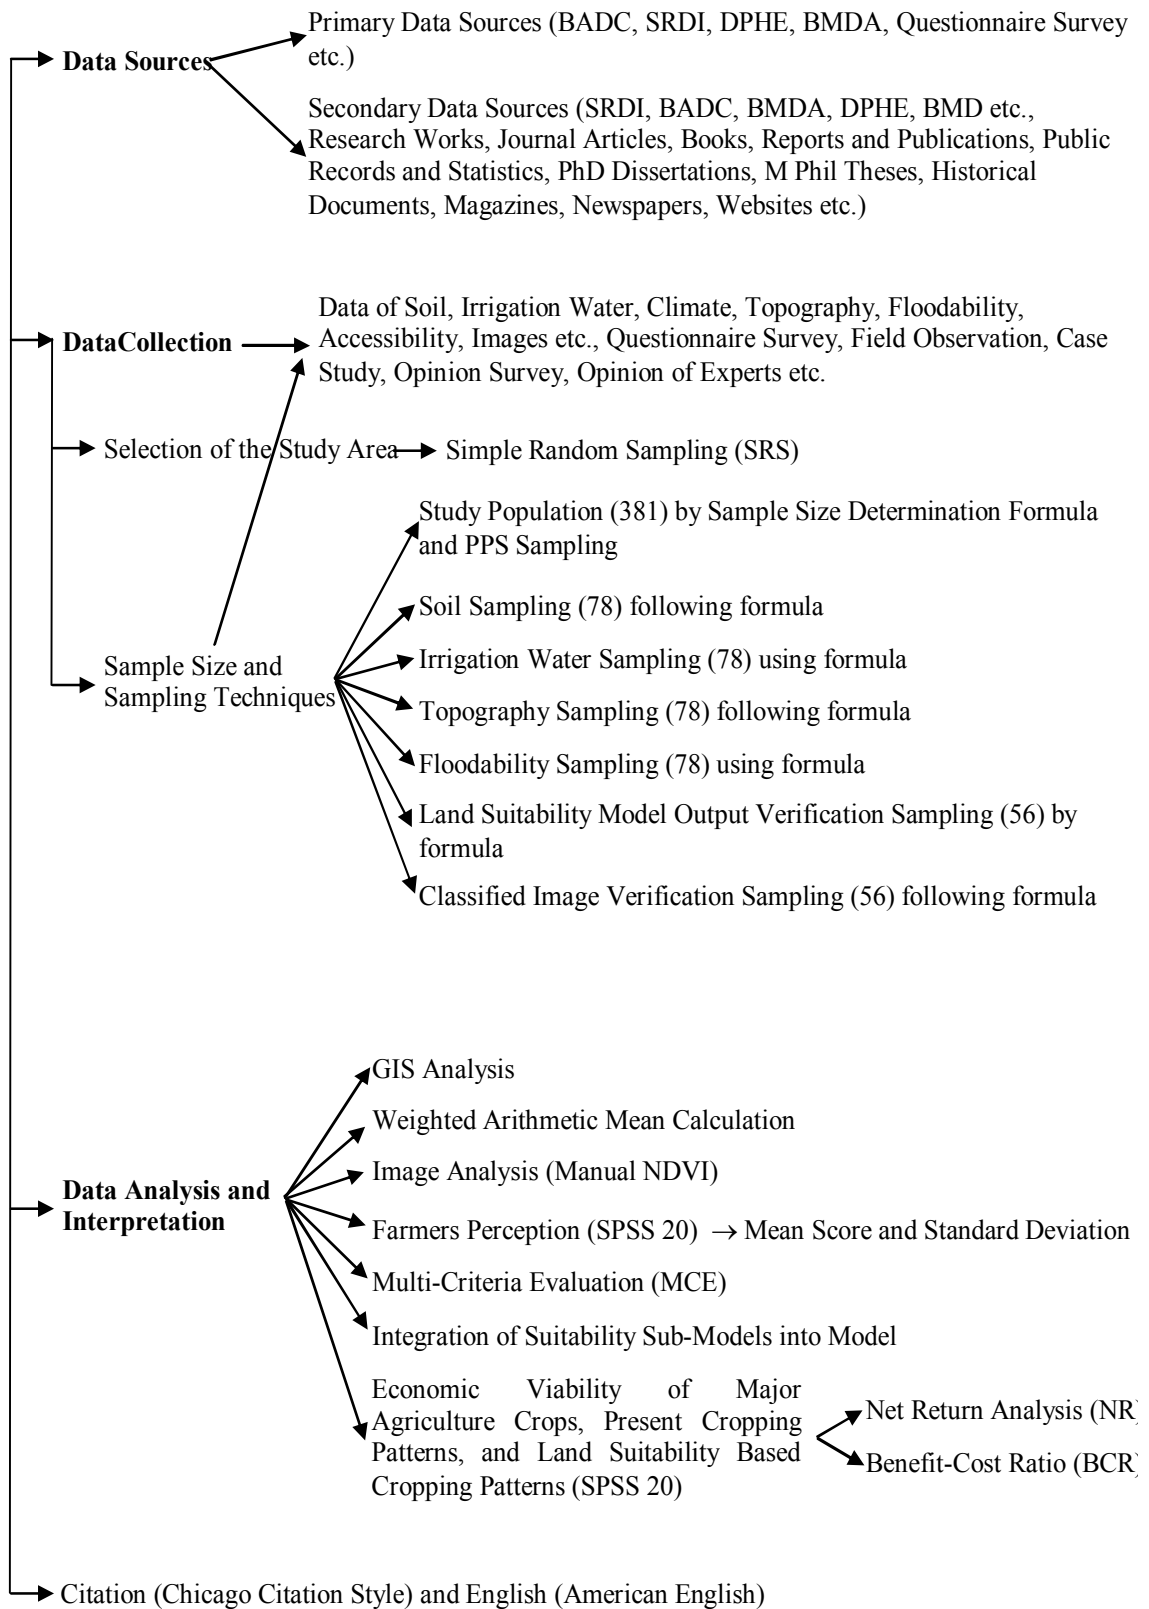 Primary Data Sources (BADC, SRDI, DPHE, BMDA, Questionnaire Survey
etc.)
Data Sources
Secondary Data Sources (SRDI, BADC, BMDA, DPHE, BMD etc.,
Research Works, Journal Articles, Books, Reports and Publications, Public
Records and Statistics, PhD Dissertations, M Phil Theses, Historical
Documents, Magazines, Newspapers, Websites etc.)
Data of Soil, Irrigation Water, Climate, Topography, Floodability,
DataCollection
Accessibility, Images etc., Questionnaire Survey, Field Observation, Case
Study, Opinion Survey, Opinion of Experts etc.
Selection of the Study Area
Simple Random Sampling (SRS)
Study Population (381) by Sample Size Determination Formula
and PPS Sampling
Soil Sampling (78) following formula
Sample Size and
Sampling Techniques
Irrigation Water Sampling (78) using formula
Topography Sampling (78) following formula
Floodability Sampling (78) using formula
Land Suitability Model Output Verification Sampling (56) by
formula
Classified Image Verification Sampling (56) following formula
GIS Analysis
Weighted Arithmetic Mean Calculation
Image Analysis (Manual NDVI)
Data Analysis and
Interpretation
Farmers Perception (SPSS 20) → Mean Score and Standard Deviation
Multi-Criteria Evaluation (MCE)
Integration of Suitability Sub-Models into Model
Economic Viability of Major
Agriculture Crops, Present Cropping
Patterns, and Land Suitability Based
Cropping Patterns (SPSS 20)
Net Return Analysis (NR)
Benefit-Cost Ratio (BCR)
Citation (Chicago Citation Style) and English (American English)